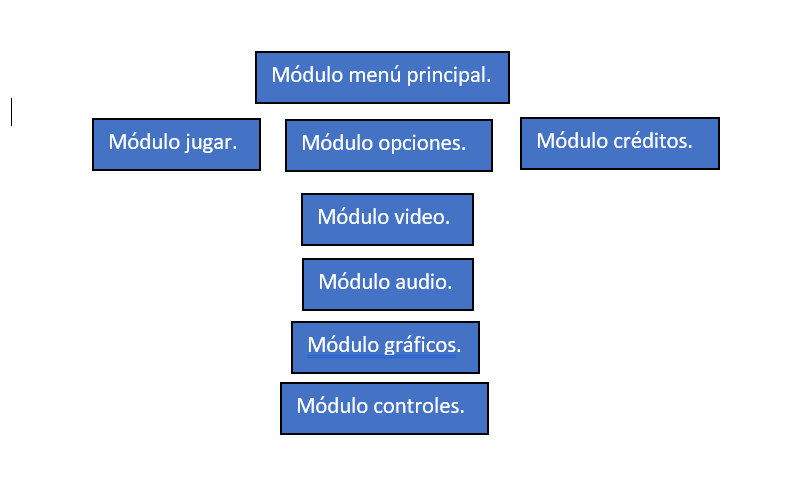 Módulo menú principal.
Módulo jugar.
Módulo opciones.
Módulo créditos.
Módulo video.
Módulo audio.
Módulo gráficos.
Módulo controles.